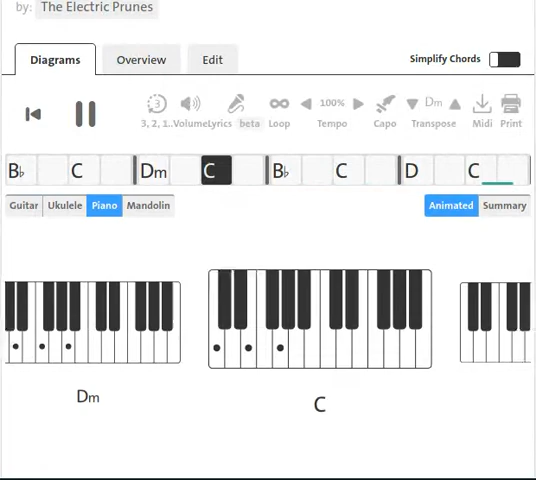 by: The Electric Prunes
Diagrams Overview Edit Simplify Chords
3 100% Dm
3, 2, 1.. Volume Lyrics beta Loop Tempo Capo Transpose Midi Print
B♭ C Dm C B♭ C D C
Guitar Ukulele Piano Mandolin Animated Summary
Dm
C